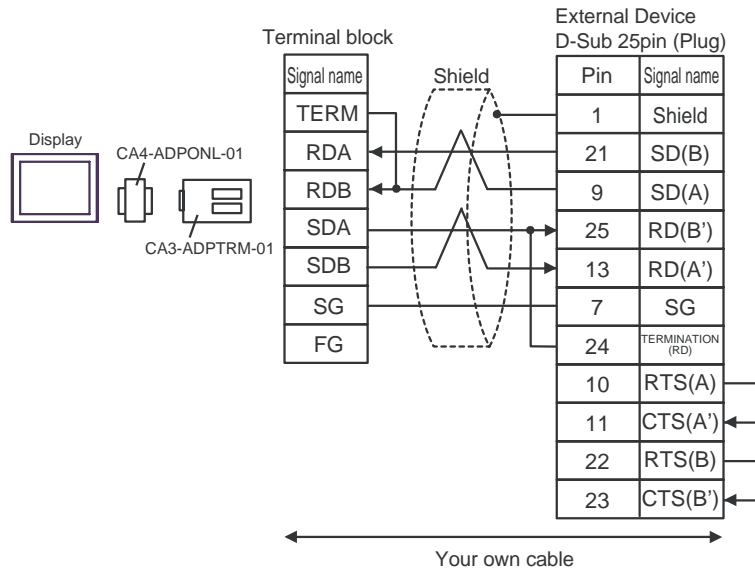 External Device
Terminal block
D-Sub 25pin (Plug)
Signal name
Shield
Pin
Signal name
TERM
1
Shield
Display
CA4-ADPONL-01
RDA
21
SD(B)
RDB
9
SD(A)
CA3-ADPTRM-01
SDA
25
RD(B’)
SDB
13
RD(A’)
SG
7
SG
FG
24
TERMINATION
(RD)
10
RTS(A)
11
CTS(A’)
22
RTS(B)
23
CTS(B’)
Your own cable